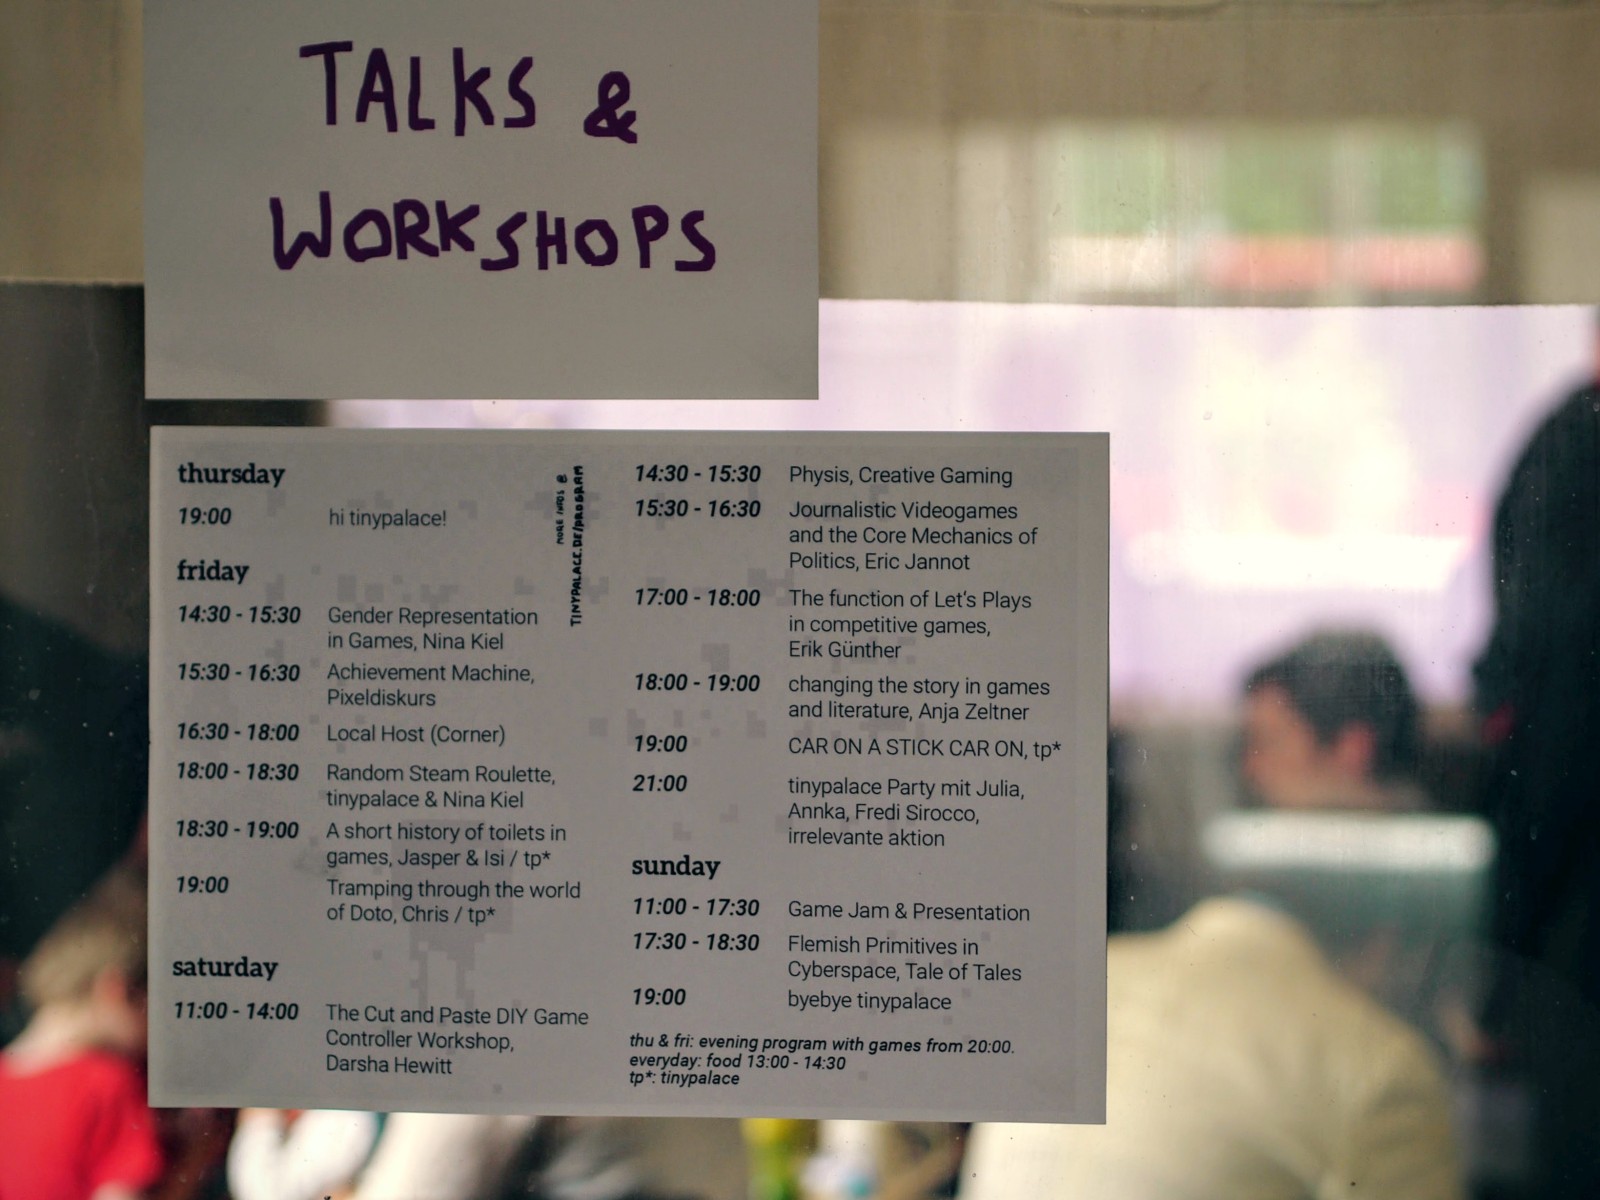 TALKS &
WORKSHOPS
thursday
19:00 hi tinypalace!
friday
14:30 - 15:30 Gender Representation
in Games, Nina Kiel
15:30 - 16:30 Achievement Machine,
Pixeldiskurs
16:30 - 18:00 Local Host (Corner)
18:00 - 18:30 Random Steam Roulette,
tinypalace & Nina Kiel
18:30 - 19:00 A short history of toilets in
games, Jasper & Isi / tp*
19:00 Tramping through the world
of Doto, Chris / tp*
saturday
11:00 - 14:00 The Cut and Paste DIY Game
Controller Workshop,
Darsha Hewitt
MORE INFOS @
TINYPALACE.DE/PROGRAM
14:30 - 15:30 Physis, Creative Gaming
15:30 - 16:30 Journalistic Videogames
and the Core Mechanics of
Politics, Eric Jannot
17:00 - 18:00 The function of Let's Plays
in competitive games,
Erik Günther
18:00 - 19:00 changing the story in games
and literature, Anja Zeltner
19:00 CAR ON A STICK CAR ON, tp*
21:00 tinypalace Party mit Julia,
Annka, Fredi Sirocco,
irrelevante aktion
sunday
11:00 - 17:30 Game Jam & Presentation
17:30 - 18:30 Flemish Primitives in
Cyberspace, Tale of Tales
19:00 byebye tinypalace
thu & fri: evening program with games from 20:00.
everyday: food 13:00 - 14:30
tp*: tinypalace